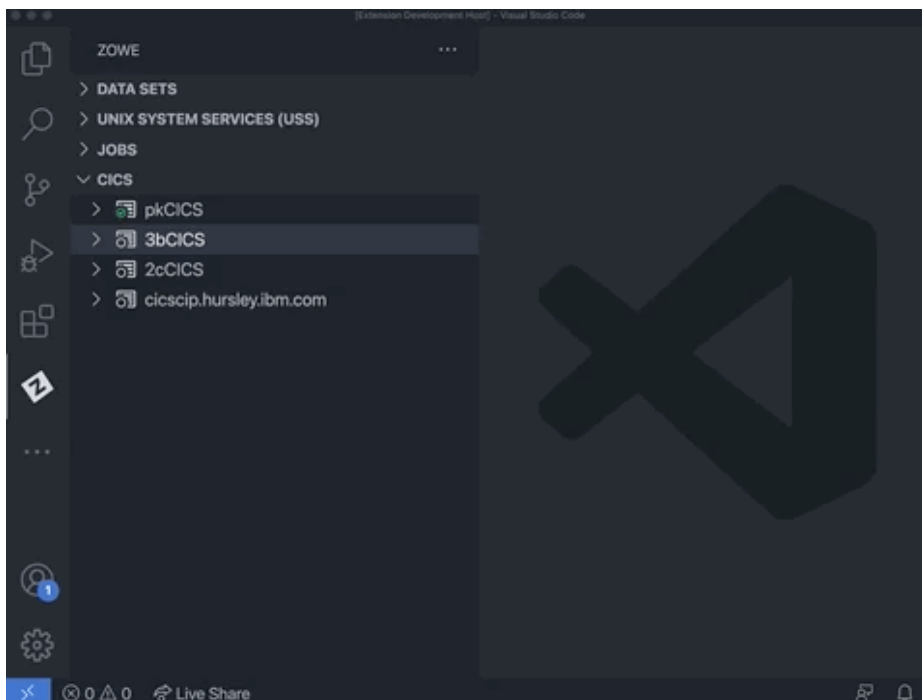 [Extension Development Host] - Visual Studio Code
ZOWE
DATA SETS
UNIX SYSTEM SERVICES (USS)
JOBS
CICS
pkCICS
3bCICS
2cCICS
cicscip.hursley.ibm.com
1
0 0 Live Share